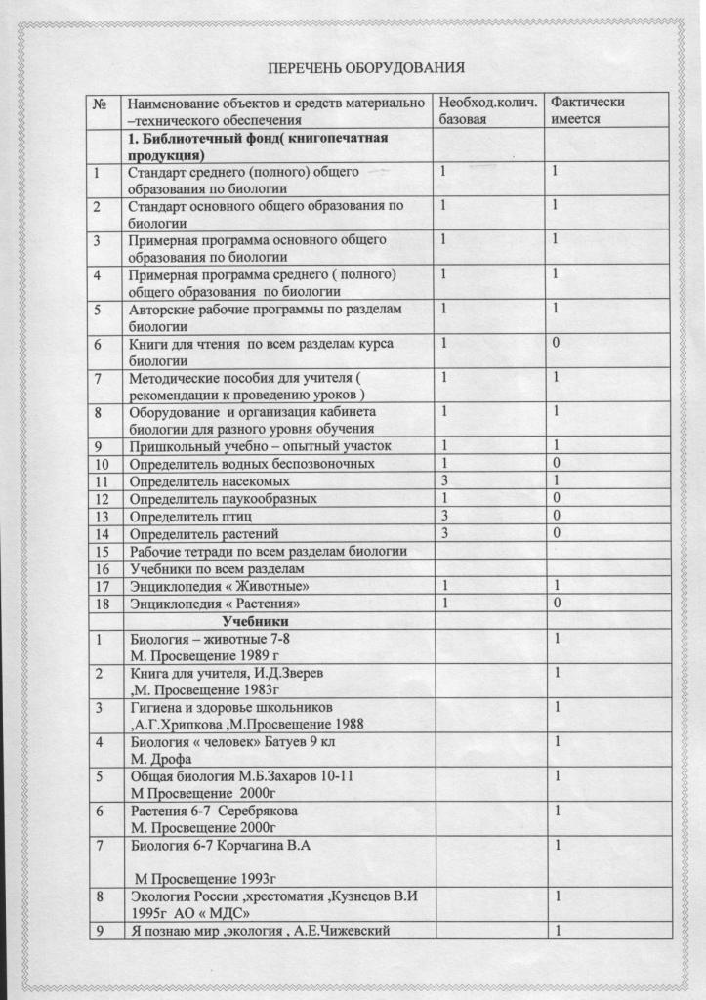 ПЕРЕЧЕНЬ ОБОРУДОВАНИЯ
№ Наименование объектов и средств материально Необход.колич. Фактически
–технического обеспечения базовая имеется
1. Библиотечный фонд( книгопечатная
продукция)
1 Стандарт среднего (полного) общего 1 1
образования по биологии
2 Стандарт основного общего образования по 1 1
биологии
3 Примерная программа основного общего 1 1
образования по биологии
4 Примерная программа среднего ( полного) 1 1
общего образования по биологии
5 Авторские рабочие программы по разделам 1 1
биологии
6 Книги для чтения по всем разделам курса 1 0
биологии
7 Методические пособия для учителя ( 1 1
рекомендации к проведению уроков )
8 Оборудование и организация кабинета 1 1
биологии для разного уровня обучения
9 Пришкольный учебно – опытный участок 1 1
10 Определитель водных беспозвоночных 1 0
11 Определитель насекомых 3 1
12 Определитель паукообразных 1 0
13 Определитель птиц 3 0
14 Определитель растений 3 0
15 Рабочие тетради по всем разделам биологии
16 Учебники по всем разделам
17 Энциклопедия « Животные» 1 1
18 Энциклопедия « Растения» 1 0
Учебники
1 Биология – животные 7-8 1
М. Просвещение 1989 г
2 Книга для учителя, И.Д.Зверев 1
,М. Просвещение 1983г
3 Гигиена и здоровье школьников 1
,А.Г.Хрипкова ,М.Просвещение 1988
4 Биология « человек» Батуев 9 кл 1
М. Дрофа
5 Общая биология М.Б.Захаров 10-11 1
М Просвещение 2000г
6 Растения 6-7 Серебрякова 1
М. Просвещение 2000г
7 Биология 6-7 Корчагина В.А 1
М Просвещение 1993г
8 Экология России ,хрестоматия ,Кузнецов В.И 1
1995г АО « МДС»
9 Я познаю мир ,экология , А.Е.Чижевский 1